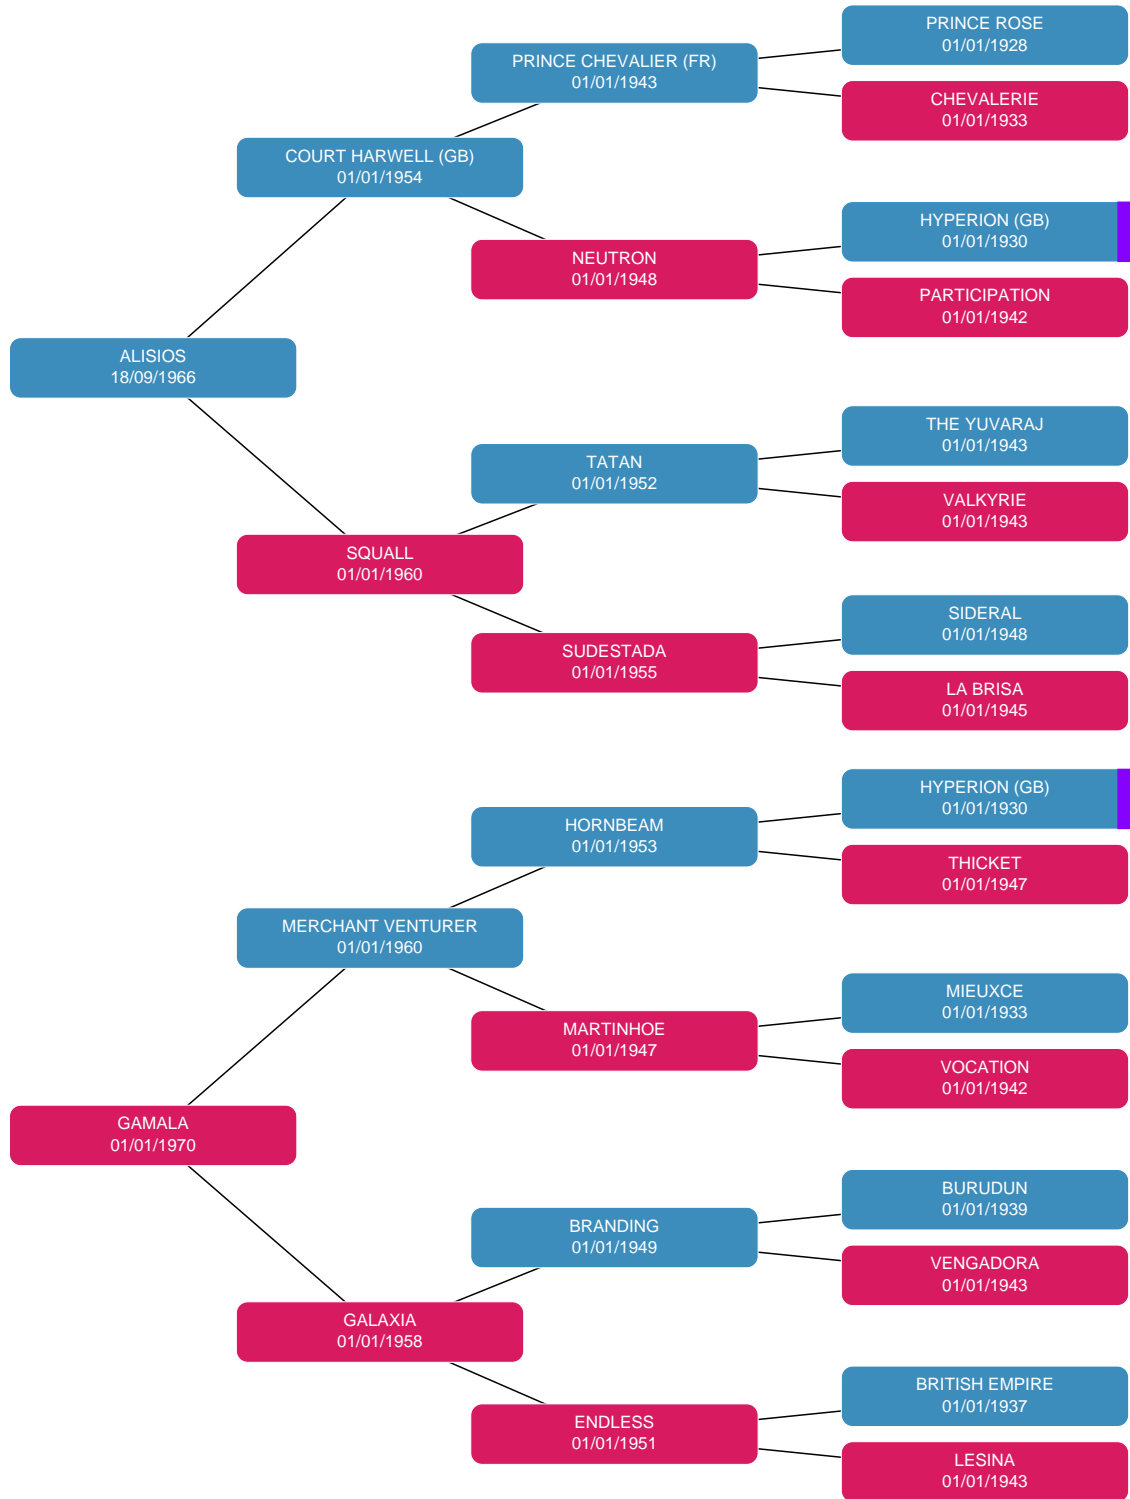 PRINCE ROSE
01/01/1928
PRINCE CHEVALIER (FR)
01/01/1943
CHEVALERIE
01/01/1933
COURT HARWELL (GB)
01/01/1954
HYPERION (GB)
01/01/1930
NEUTRON
01/01/1948
PARTICIPATION
01/01/1942
ALISIOS
18/09/1966
THE YUVARAJ
01/01/1943
TATAN
01/01/1952
VALKYRIE
01/01/1943
SQUALL
01/01/1960
SIDERAL
01/01/1948
SUDESTADA
01/01/1955
LA BRISA
01/01/1945
HYPERION (GB)
01/01/1930
HORNBEAM
01/01/1953
THICKET
01/01/1947
MERCHANT VENTURER
01/01/1960
MIEUXCE
01/01/1933
MARTINHOE
01/01/1947
VOCATION
01/01/1942
GAMALA
01/01/1970
BURUDUN
01/01/1939
BRANDING
01/01/1949
VENGADORA
01/01/1943
GALAXIA
01/01/1958
BRITISH EMPIRE
01/01/1937
ENDLESS
01/01/1951
LESINA
01/01/1943